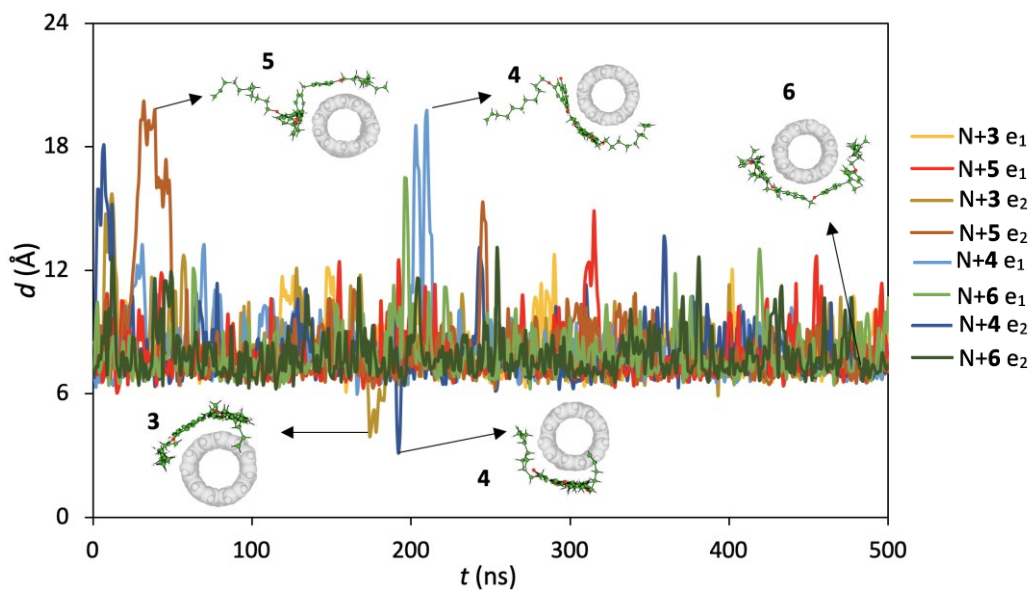 24
18
12
6
0
d (Å)
5
4
6
3
4
0
100
200
300
400
500
t (ns)
N+3 e₁
N+5 e₁
N+3 e₂
N+5 e₂
N+4 e₁
N+6 e₁
N+4 e₂
N+6 e₂